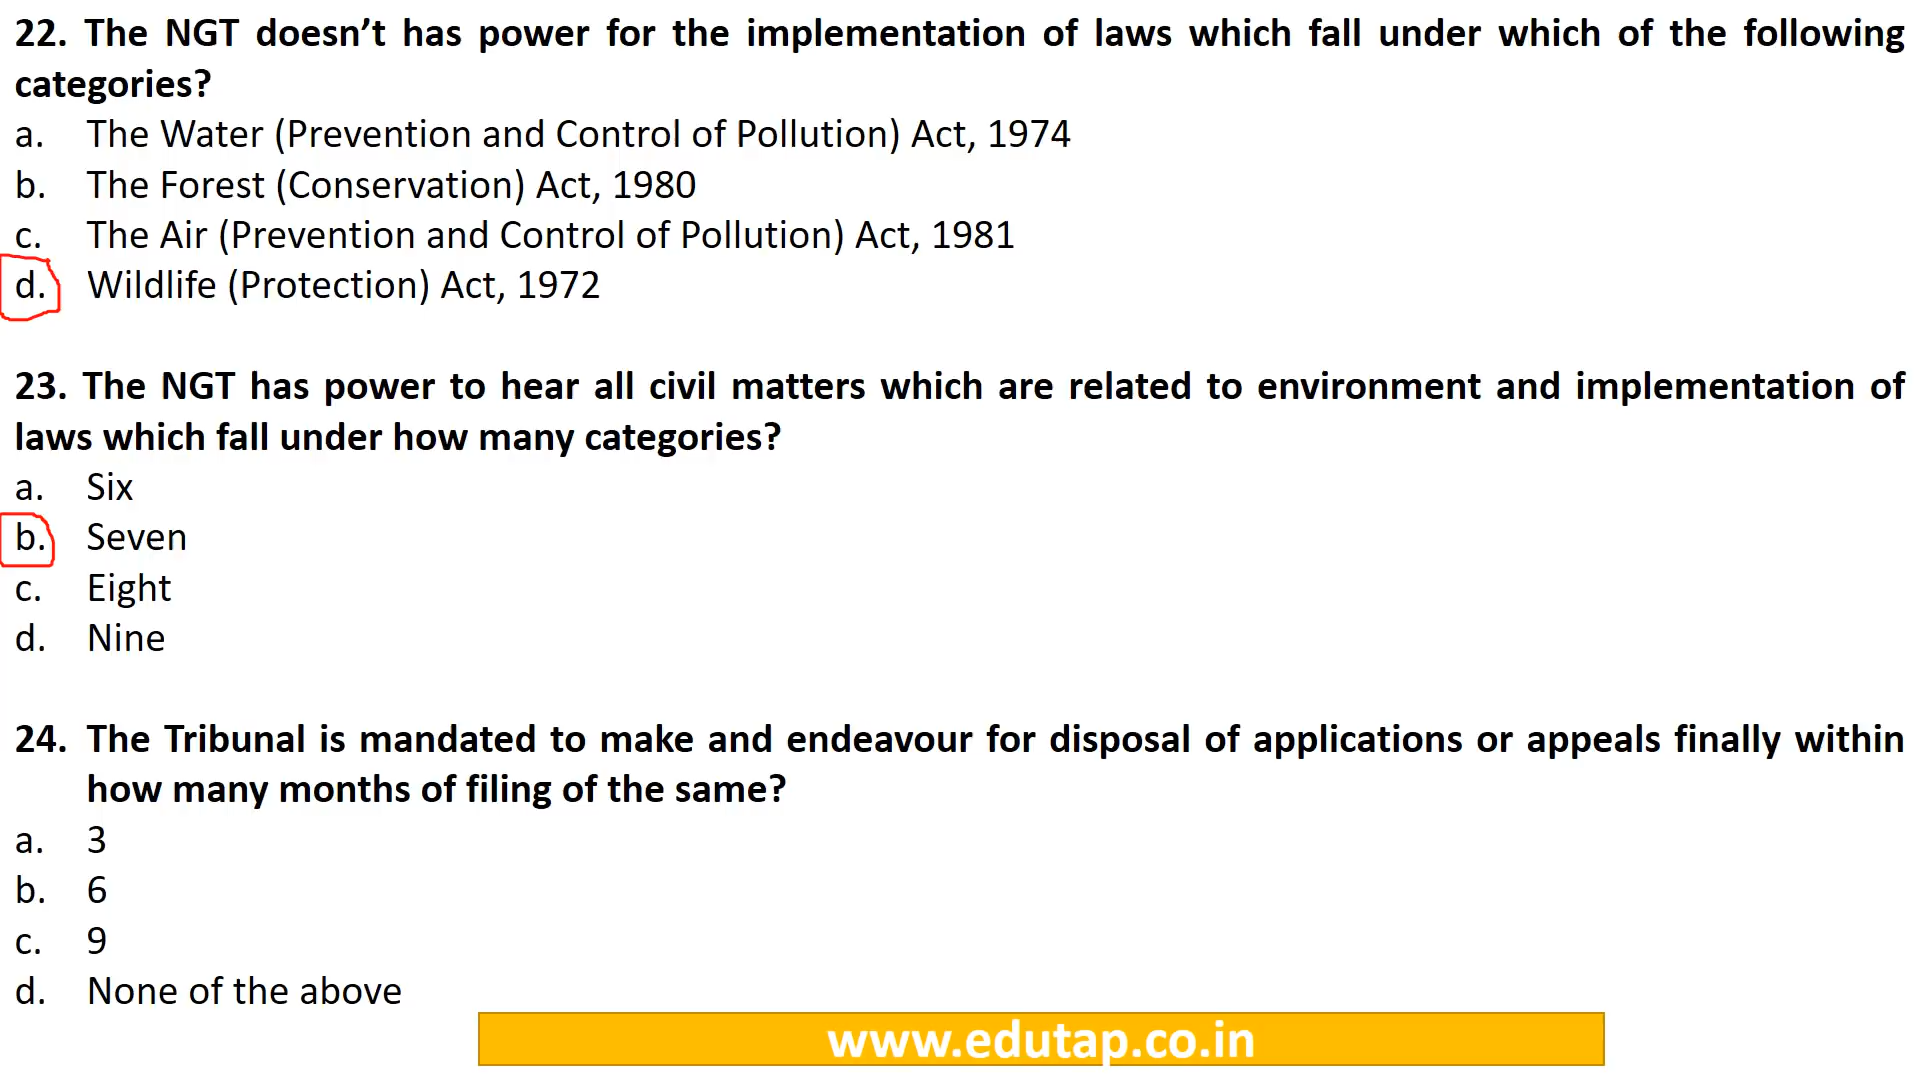 22. The NGT doesn’t has power for the implementation of laws which fall under which of the following
categories?
a. The Water (Prevention and Control of Pollution) Act, 1974
b. The Forest (Conservation) Act, 1980
c. The Air (Prevention and Control of Pollution) Act, 1981
d. Wildlife (Protection) Act, 1972
23. The NGT has power to hear all civil matters which are related to environment and implementation of
laws which fall under how many categories?
a. Six
b. Seven
c. Eight
d. Nine
24. The Tribunal is mandated to make and endeavour for disposal of applications or appeals finally within
how many months of filing of the same?
a. 3
b. 6
c. 9
d. None of the above
www.edutap.co.in